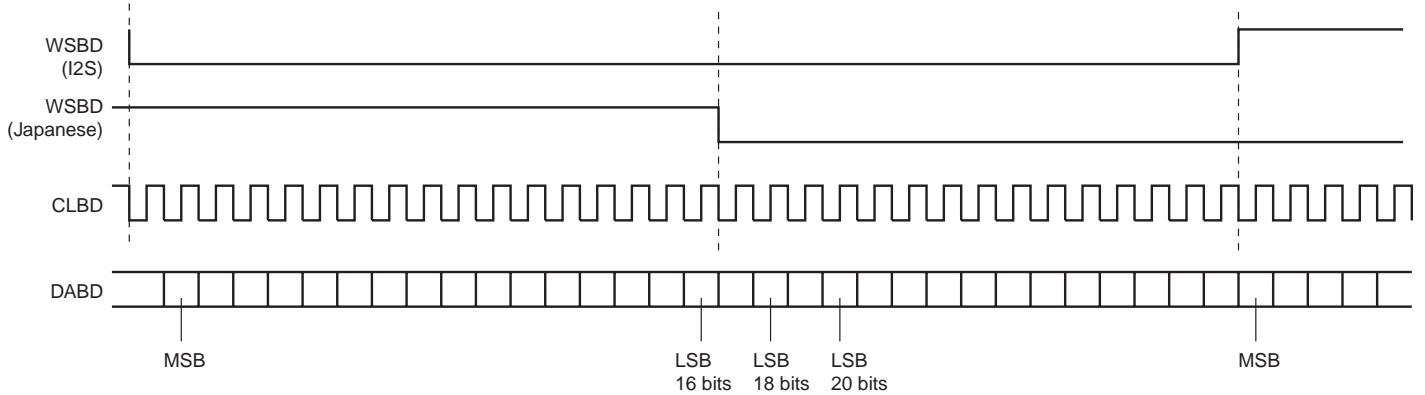 WSBD
(I2S)
WSBD
(Japanese)
CLBD
DABD
MSB
LSB
16 bits
LSB
18 bits
LSB
20 bits
MSB